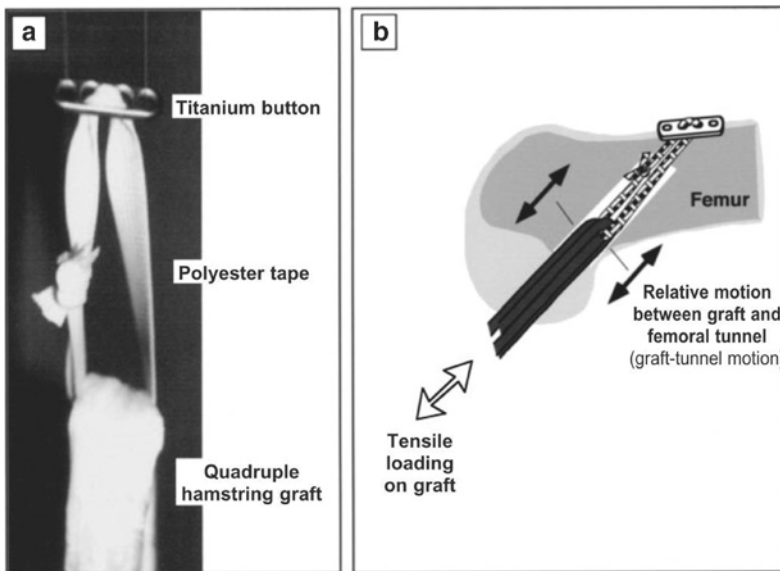 a
Titanium button
Polyester tape
Quadruple
hamstring graft
b
Femur
Relative motion
between graft and
femoral tunnel
(graft-tunnel motion)
Tensile
loading
on graft